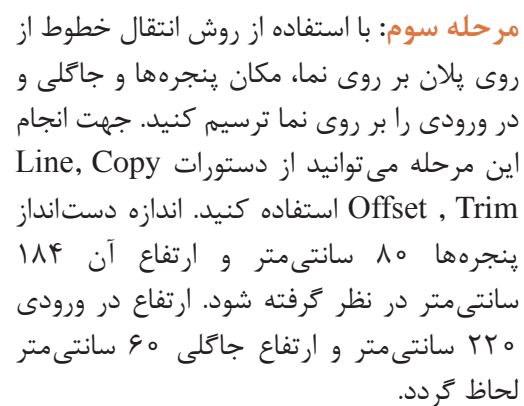 مرحله سوم: با استفاده از روش انتقال خطوط از
روی پلان بر روی نما، مکان پنجره‌ها و جاگلی و
در ورودی را بر روی نما ترسیم کنید. جهت انجام
این مرحله می‌توانید از دستورات Line, Copy
Offset , Trim استفاده کنید. اندازه دست‌انداز
پنجره‌ها ۸۰ سانتی‌متر و ارتفاع آن ۱۸۴
سانتی‌متر در نظر گرفته شود. ارتفاع در ورودی
۲۲۰ سانتی‌متر و ارتفاع جاگلی ۶۰ سانتی‌متر
لحاظ گردد.